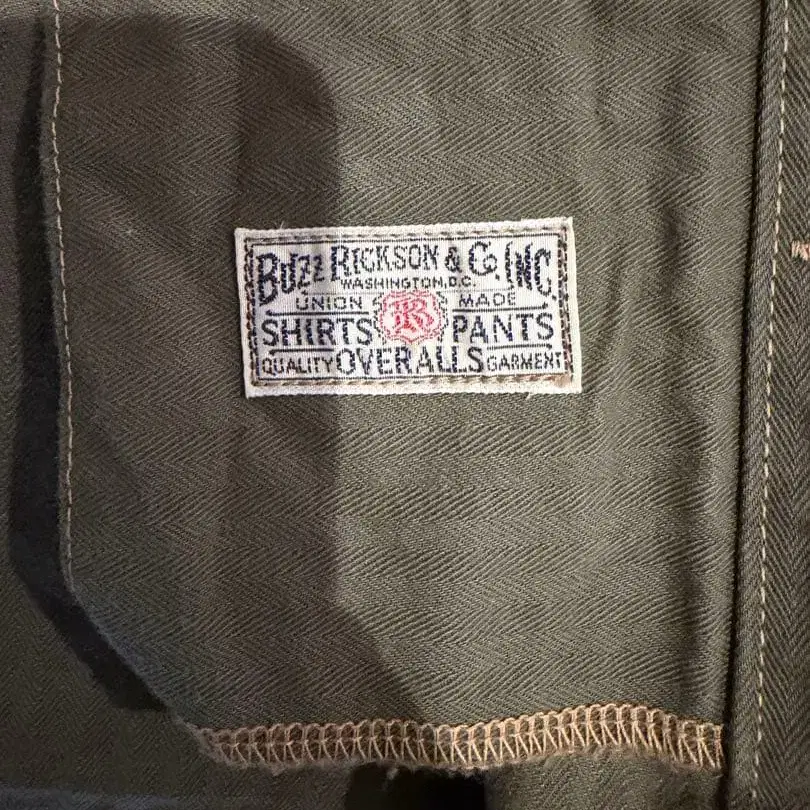 BUZZ RICKSON & CO. INC.
WASHINGTON, D.C.
UNION MADE
SHIRTS BR PANTS
QUALITY OVERALLS GARMENT